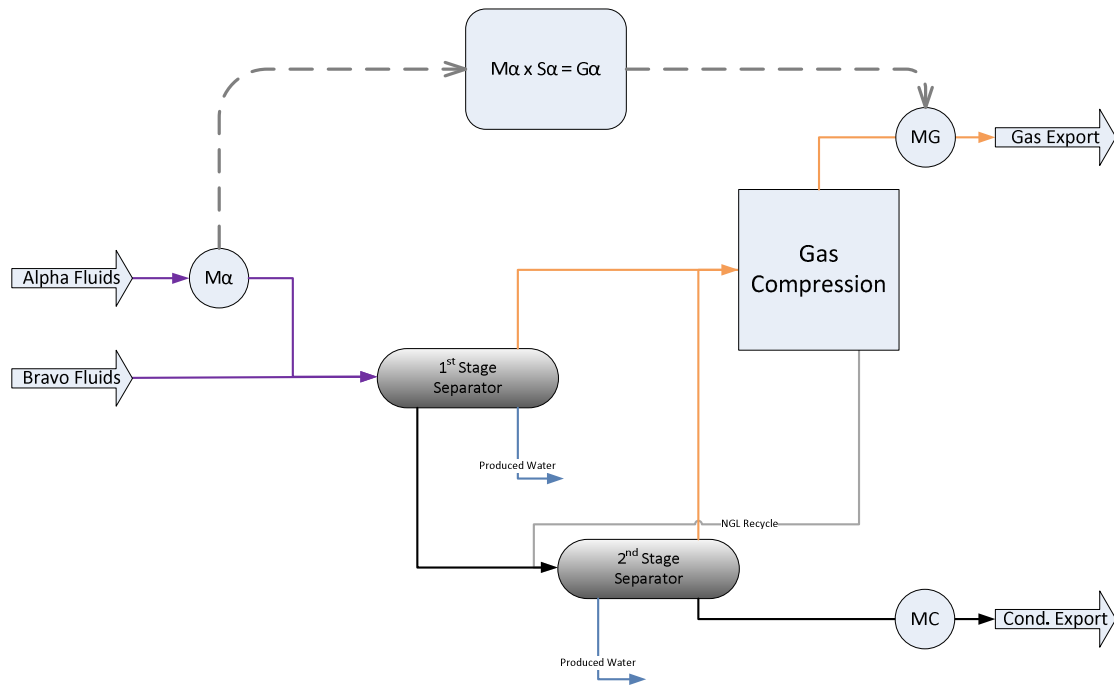 Mα x Sα = Gα
MG
Gas Export
Gas
Compression
Alpha Fluids
Mα
Bravo Fluids
1st Stage
Separator
Produced Water
NGL Recycle
2nd Stage
Separator
MC
Cond. Export
Produced Water